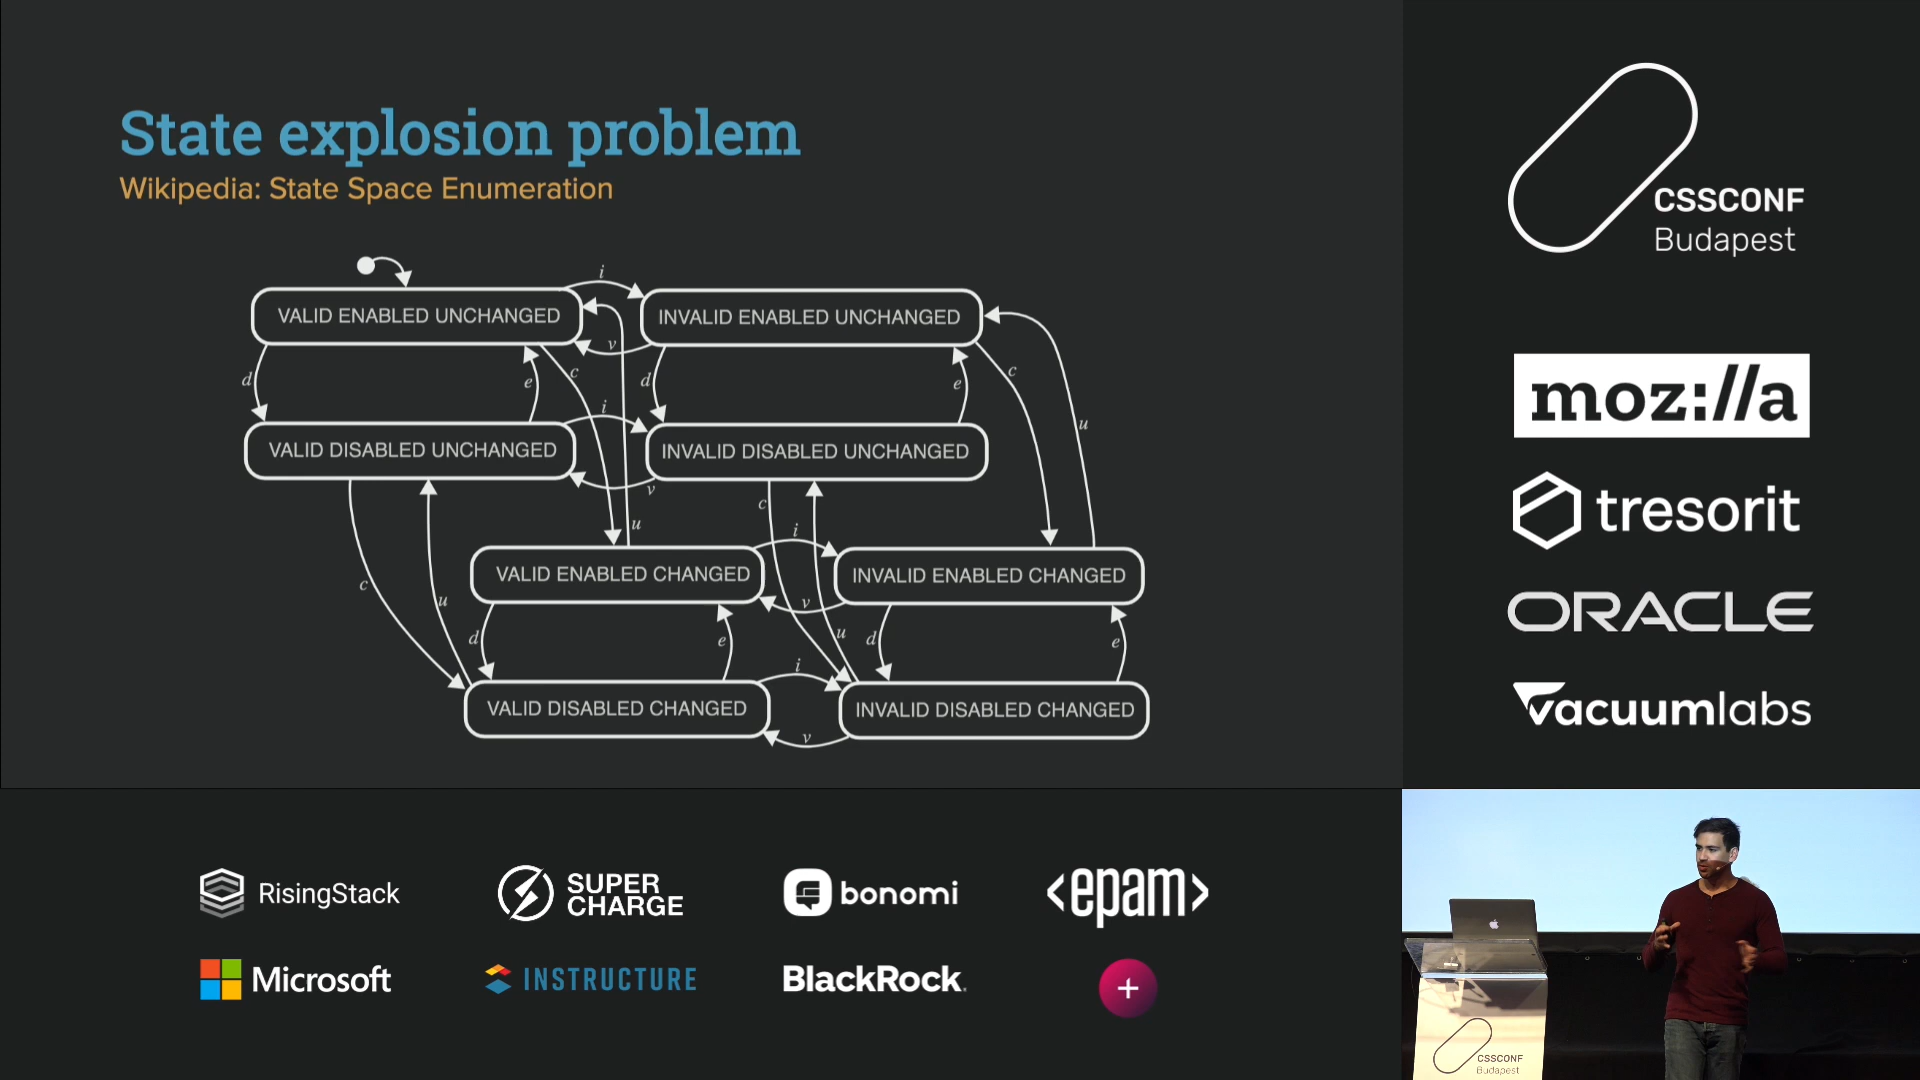 State explosion problem
Wikipedia: State Space Enumeration
i
VALID ENABLED UNCHANGED
INVALID ENABLED UNCHANGED
v
d
e
c
d
e
c
i
u
VALID DISABLED UNCHANGED
INVALID DISABLED UNCHANGED
v
c
u
i
VALID ENABLED CHANGED
INVALID ENABLED CHANGED
c
u
v
d
e
u
d
e
i
VALID DISABLED CHANGED
INVALID DISABLED CHANGED
v
CSSCONF
Budapest
moz://a
tresorit
ORACLE
vacuumlabs
RisingStack
SUPER
CHARGE
bonomi
<epam>
Microsoft
INSTRUCTURE
BlackRock.
+
CSSCONF
Budapest